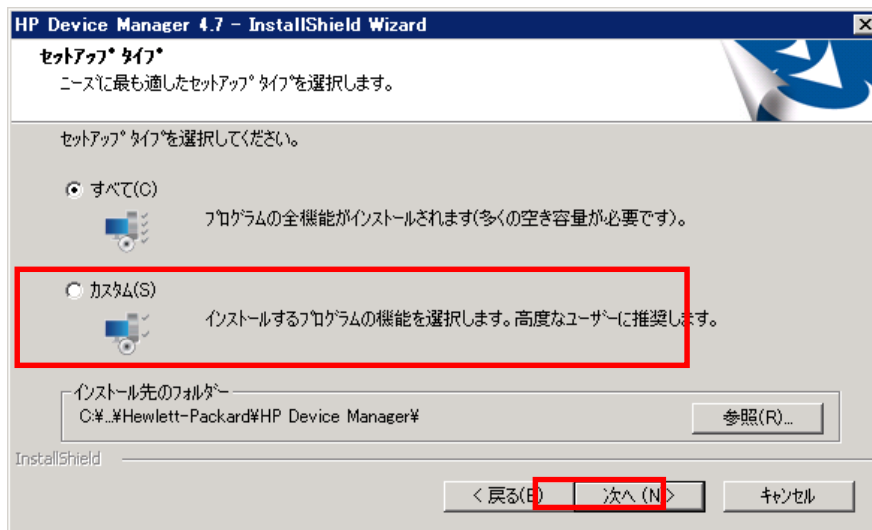 HP Device Manager 4.7 - InstallShield Wizard
セットアップ タイプ
ニーズに最も適したセットアップ タイプを選択します。
セットアップ タイプを選択してください。
すべて(C)
プログラムの全機能がインストールされます(多くの空き容量が必要です)。
カスタム(S)
インストールするプログラムの機能を選択します。高度なユーザーに推奨します。
インストール先のフォルダー
C:¥...¥Hewlett-Packard¥HP Device Manager¥
参照(R)...
InstallShield
< 戻る(B) 次へ (N) > キャンセル